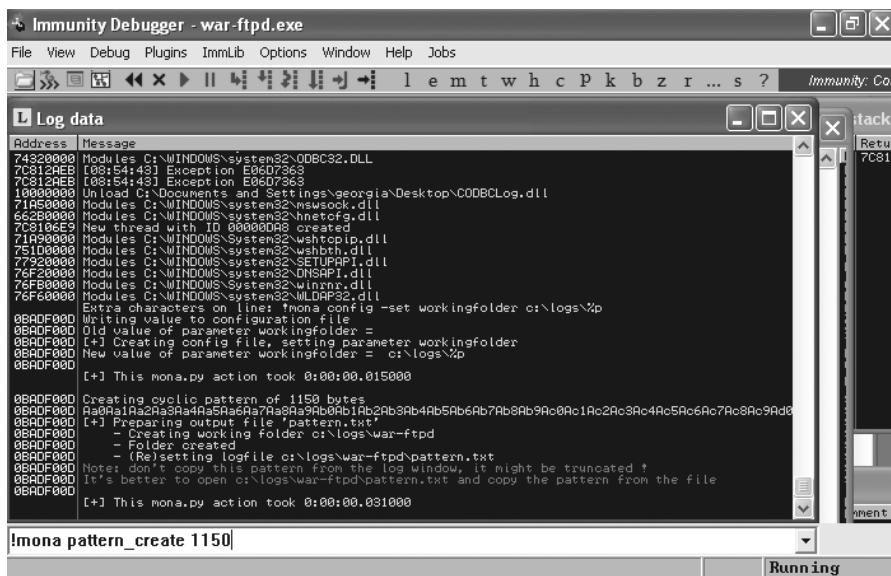 Immunity Debugger - war-ftpd.exe
File View Debug Plugins ImmLib Options Window Help Jobs
l e m t w h c P k b z r ... s ? Immunity: Co
L Log data
stack
Address Message
Retu
74320000 Modules C:\WINDOWS\system32\ODBC32.DLL
7C81
7C812AEB [08:54:43] Exception E06D7363
7C812AEB [08:54:43] Exception E06D7363
10000000 Unload C:\Documents and Settings\georgia\Desktop\CODBCLog.dll
71A50000 Modules C:\WINDOWS\system32\mswsock.dll
662B0000 Modules C:\WINDOWS\system32\hnetcfg.dll
7C8106E9 New thread with ID 00000DA8 created
71A90000 Modules C:\WINDOWS\System32\wshtcpip.dll
751D0000 Modules C:\WINDOWS\system32\wshbth.dll
77920000 Modules C:\WINDOWS\system32\SETUPAPI.dll
76F20000 Modules C:\WINDOWS\system32\DNSAPI.dll
76FB0000 Modules C:\WINDOWS\System32\winrnr.dll
76F60000 Modules C:\WINDOWS\system32\WLDAP32.dll
Extra characters on line: !mona config -set workingfolder c:\logs\%p
0BADF00D Writing value to configuration file
0BADF00D Old value of parameter workingfolder =
0BADF00D [+] Creating config file, setting parameter workingfolder
0BADF00D New value of parameter workingfolder = c:\logs\%p
0BADF00D
[+] This mona.py action took 0:00:00.015000
0BADF00D Creating cyclic pattern of 1150 bytes
0BADF00D Aa0Aa1Aa2Aa3Aa4Aa5Aa6Aa7Aa8Aa9Ab0Ab1Ab2Ab3Ab4Ab5Ab6Ab7Ab8Ab9Ac0Ac1Ac2Ac3Ac4Ac5Ac6Ac7Ac8Ac9Ad0
0BADF00D [+] Preparing output file 'pattern.txt'
0BADF00D - Creating working folder c:\logs\war-ftpd
0BADF00D - Folder created
0BADF00D - (Re)setting logfile c:\logs\war-ftpd\pattern.txt
0BADF00D Note: don't copy this pattern from the log window, it might be truncated !
0BADF00D It's better to open c:\logs\war-ftpd\pattern.txt and copy the pattern from the file
0BADF00D
[+] This mona.py action took 0:00:00.031000
mment
!mona pattern_create 1150
Running